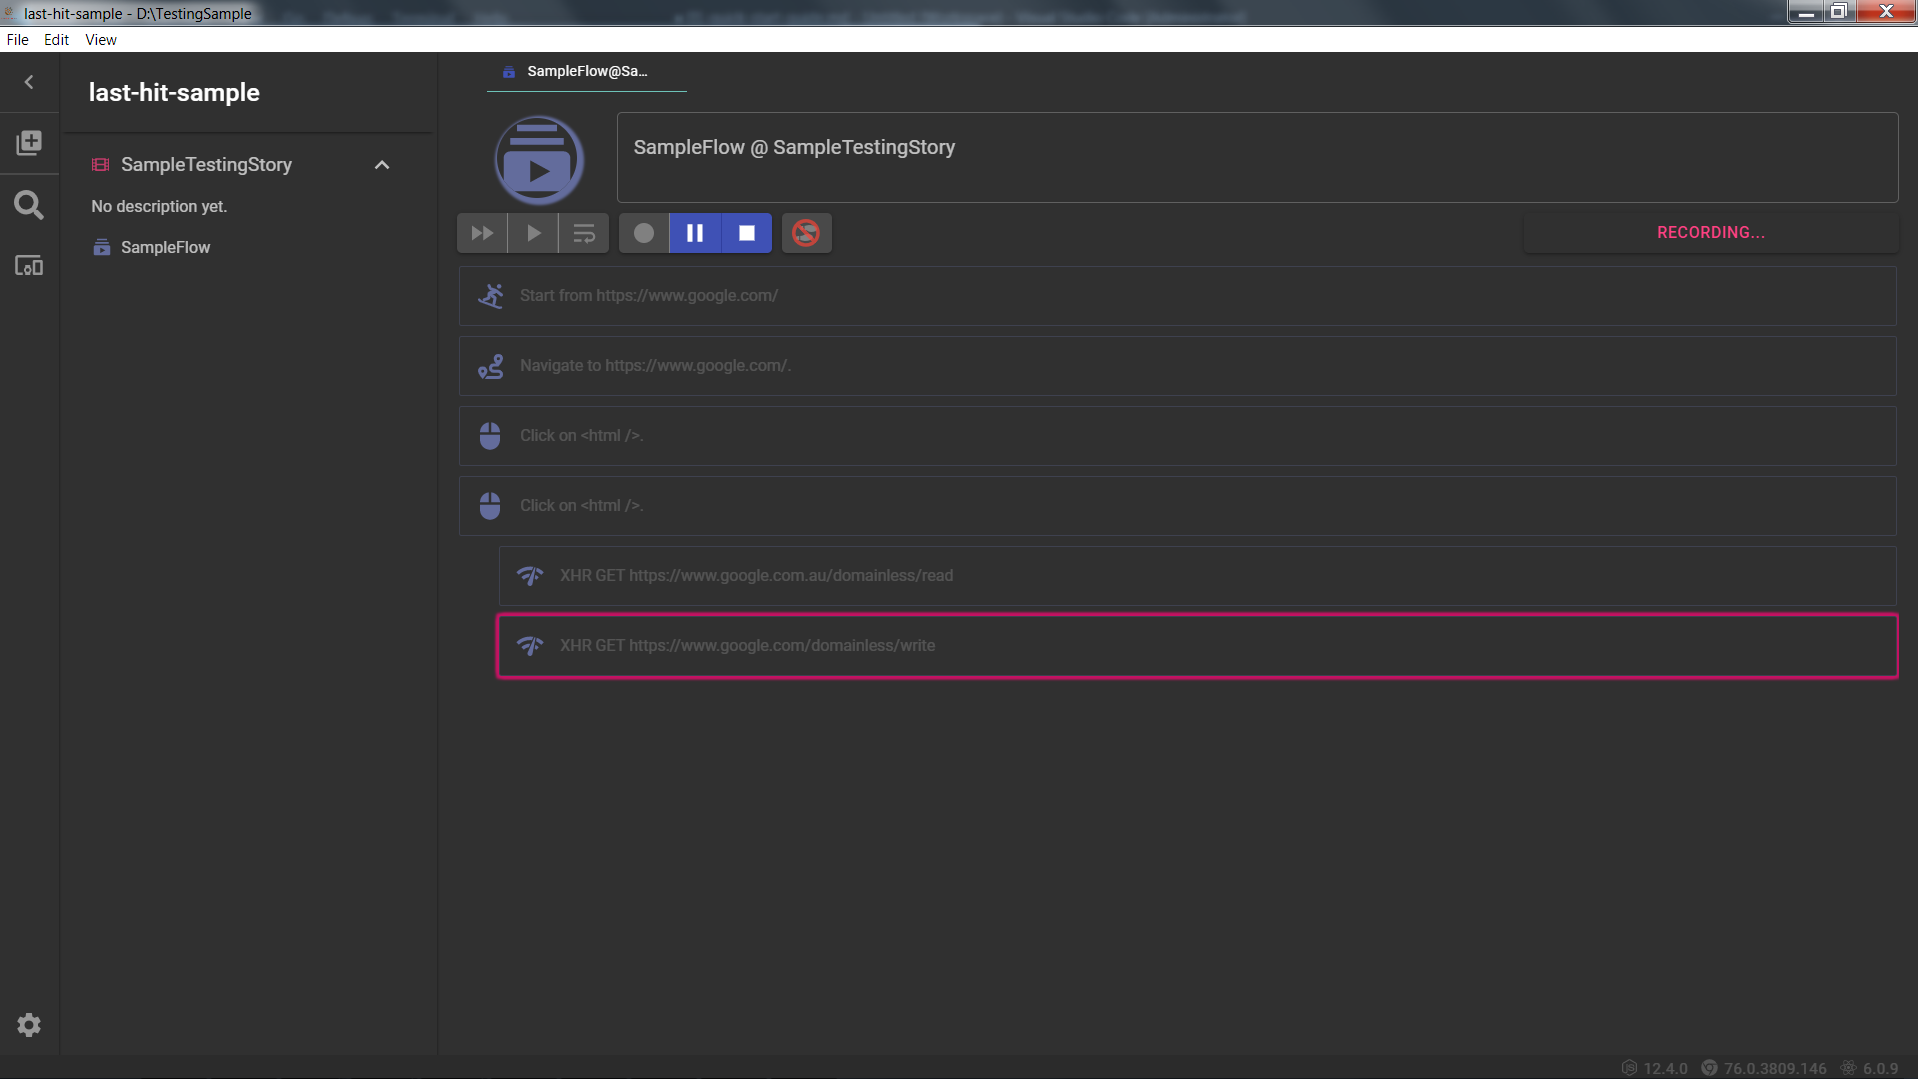 last-hit-sample - D:\TestingSample
File Edit View
last-hit-sample
SampleTestingStory
No description yet.
SampleFlow
SampleFlow@Sa...
SampleFlow @ SampleTestingStory
RECORDING...
Start from https://www.google.com/
Navigate to https://www.google.com/.
Click on <html />.
Click on <html />.
XHR GET https://www.google.com.au/domainless/read
XHR GET https://www.google.com/domainless/write
12.4.0 76.0.3809.146 6.0.9